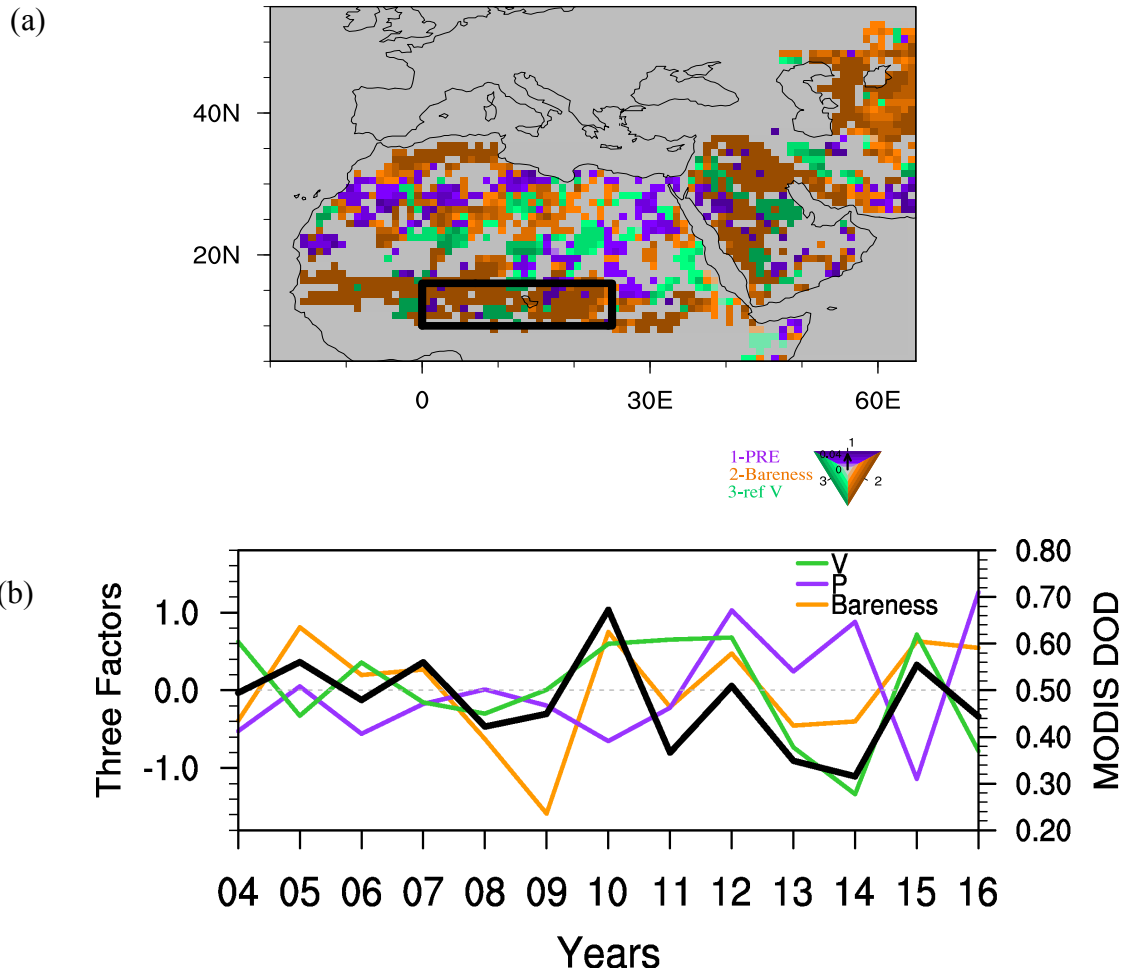 (a)
40N
20N
0 30E 60E
1-PRE
2-Bareness
3-ref V
1
0.04
0
3 2
(b)
V
P
Bareness
Three Factors
1.0
0.0
-1.0
0.80
0.70
0.60
0.50
0.40
0.30
0.20
MODIS DOD
04 05 06 07 08 09 10 11 12 13 14 15 16
Years